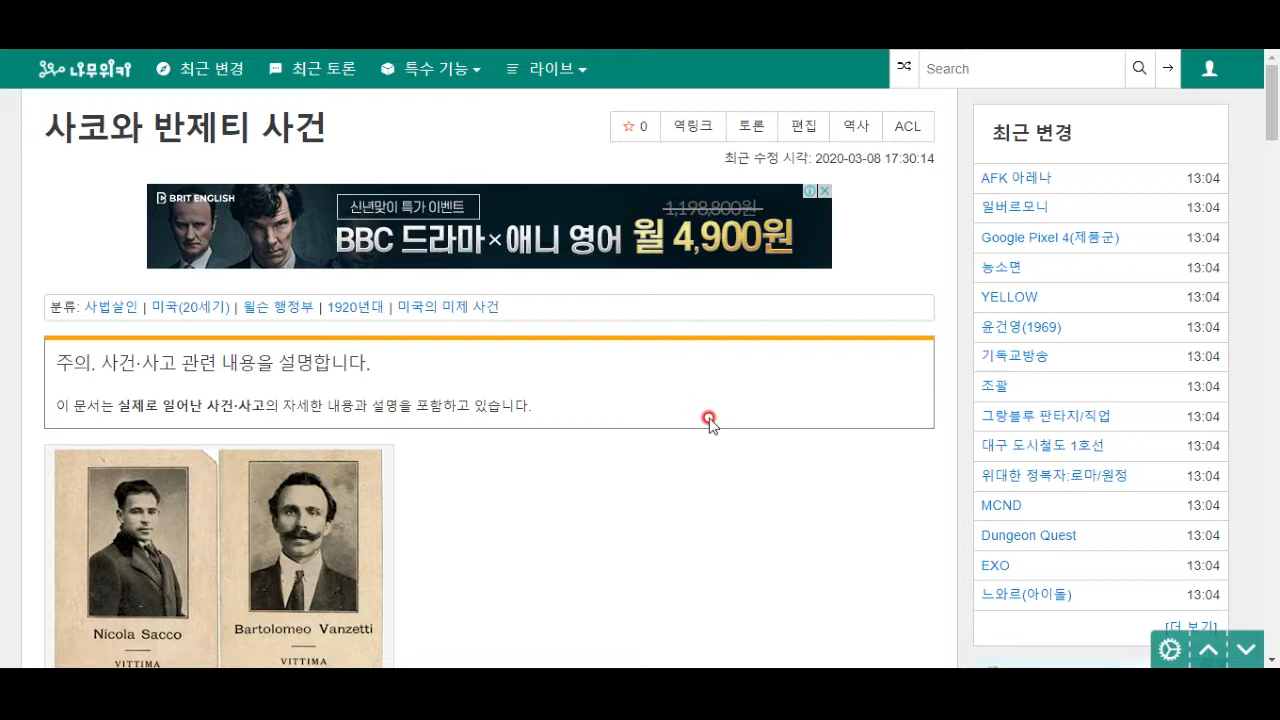 나무위키 최근 변경 최근 토론 특수 기능 라이브 Search
사코와 반제티 사건
☆ 0 역링크 토론 편집 역사 ACL
최근 수정 시각: 2020-03-08 17:30:14
BRIT ENGLISH
신년맞이 특가 이벤트
1,198,800원
BBC 드라마×애니 영어 월 4,900원
분류: 사법살인 | 미국(20세기) | 윌슨 행정부 | 1920년대 | 미국의 미제 사건
주의. 사건·사고 관련 내용을 설명합니다.
이 문서는 실제로 일어난 사건·사고의 자세한 내용과 설명을 포함하고 있습니다.
Nicola Sacco
VITTIMA
Bartolomeo Vanzetti
VITTIMA
최근 변경
AFK 아레나 13:04
일버르모니 13:04
Google Pixel 4(제품군) 13:04
농소면 13:04
YELLOW 13:04
윤건영(1969) 13:04
기독교방송 13:04
조괄 13:04
그랑블루 판타지/직업 13:04
대구 도시철도 1호선 13:04
위대한 정복자:로마/원정 13:04
MCND 13:04
Dungeon Quest 13:04
EXO 13:04
느와르(아이돌) 13:04
[더 보기]